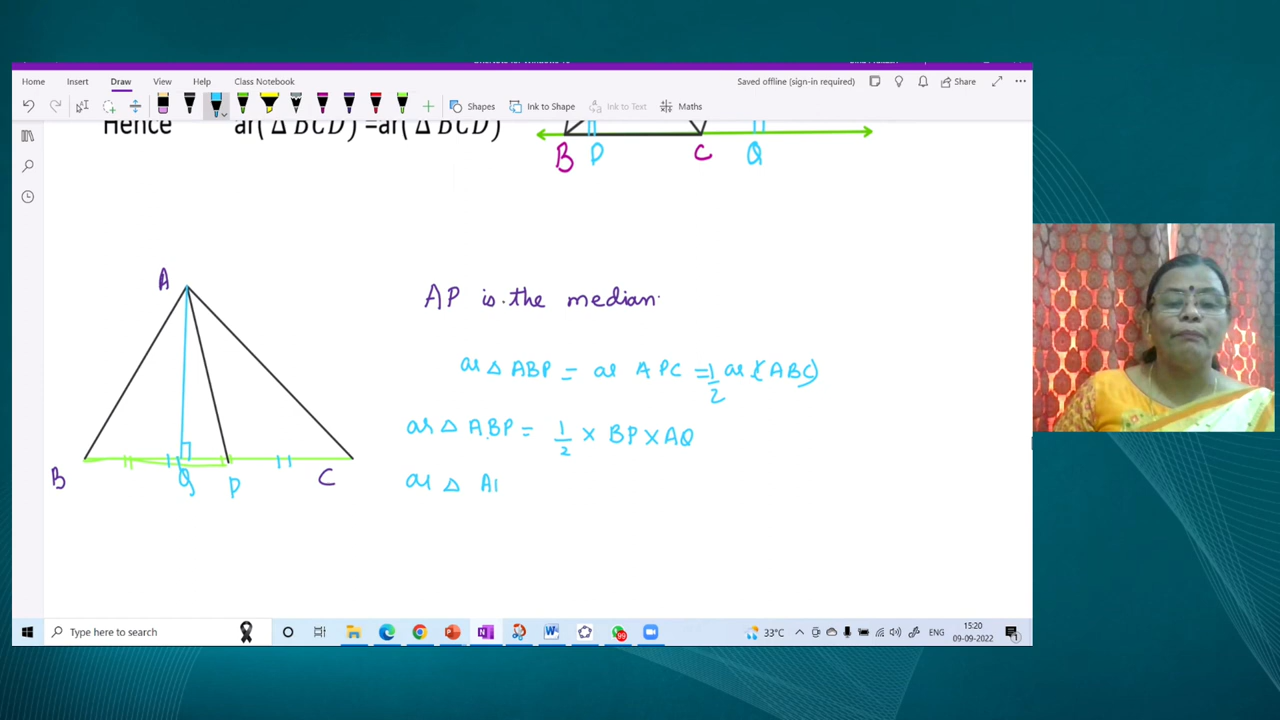 Home Insert Draw View Help Class Notebook Saved offline (sign-in required) Share
Shapes Ink to Shape Ink to Text Maths
Hence ar(Δ BCD) =ar(Δ BCD)
B P C Q
A
AP is the median.
ar Δ ABP = ar APC = 1/2 ar (ABC)
ar Δ ABP = 1/2 × BP × AQ
B Q P C
ar Δ A
Type here to search 99+ 33°C ENG 15:20 09-09-2022 1